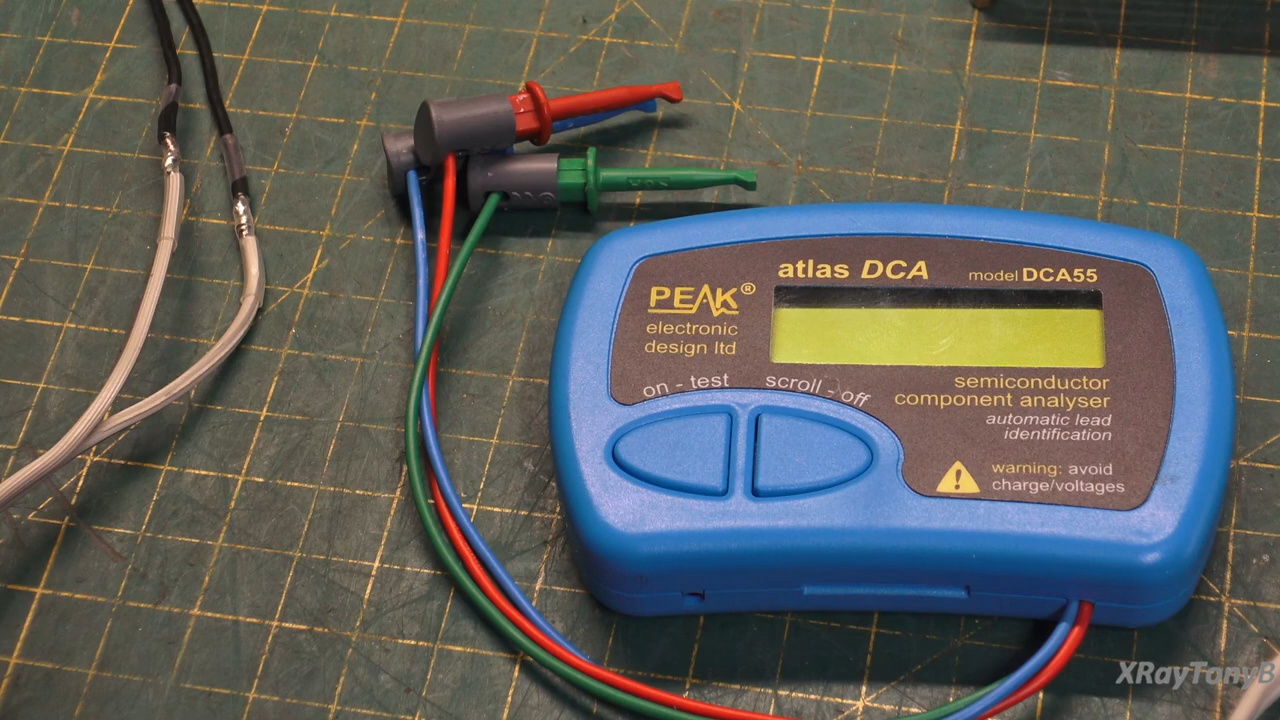 atlas DCA
model DCA55
PEAK®
electronic
design ltd
on - test
scroll - off
semiconductor
component analyser
automatic lead
identification
warning: avoid
charge/voltages
XRayTonyB